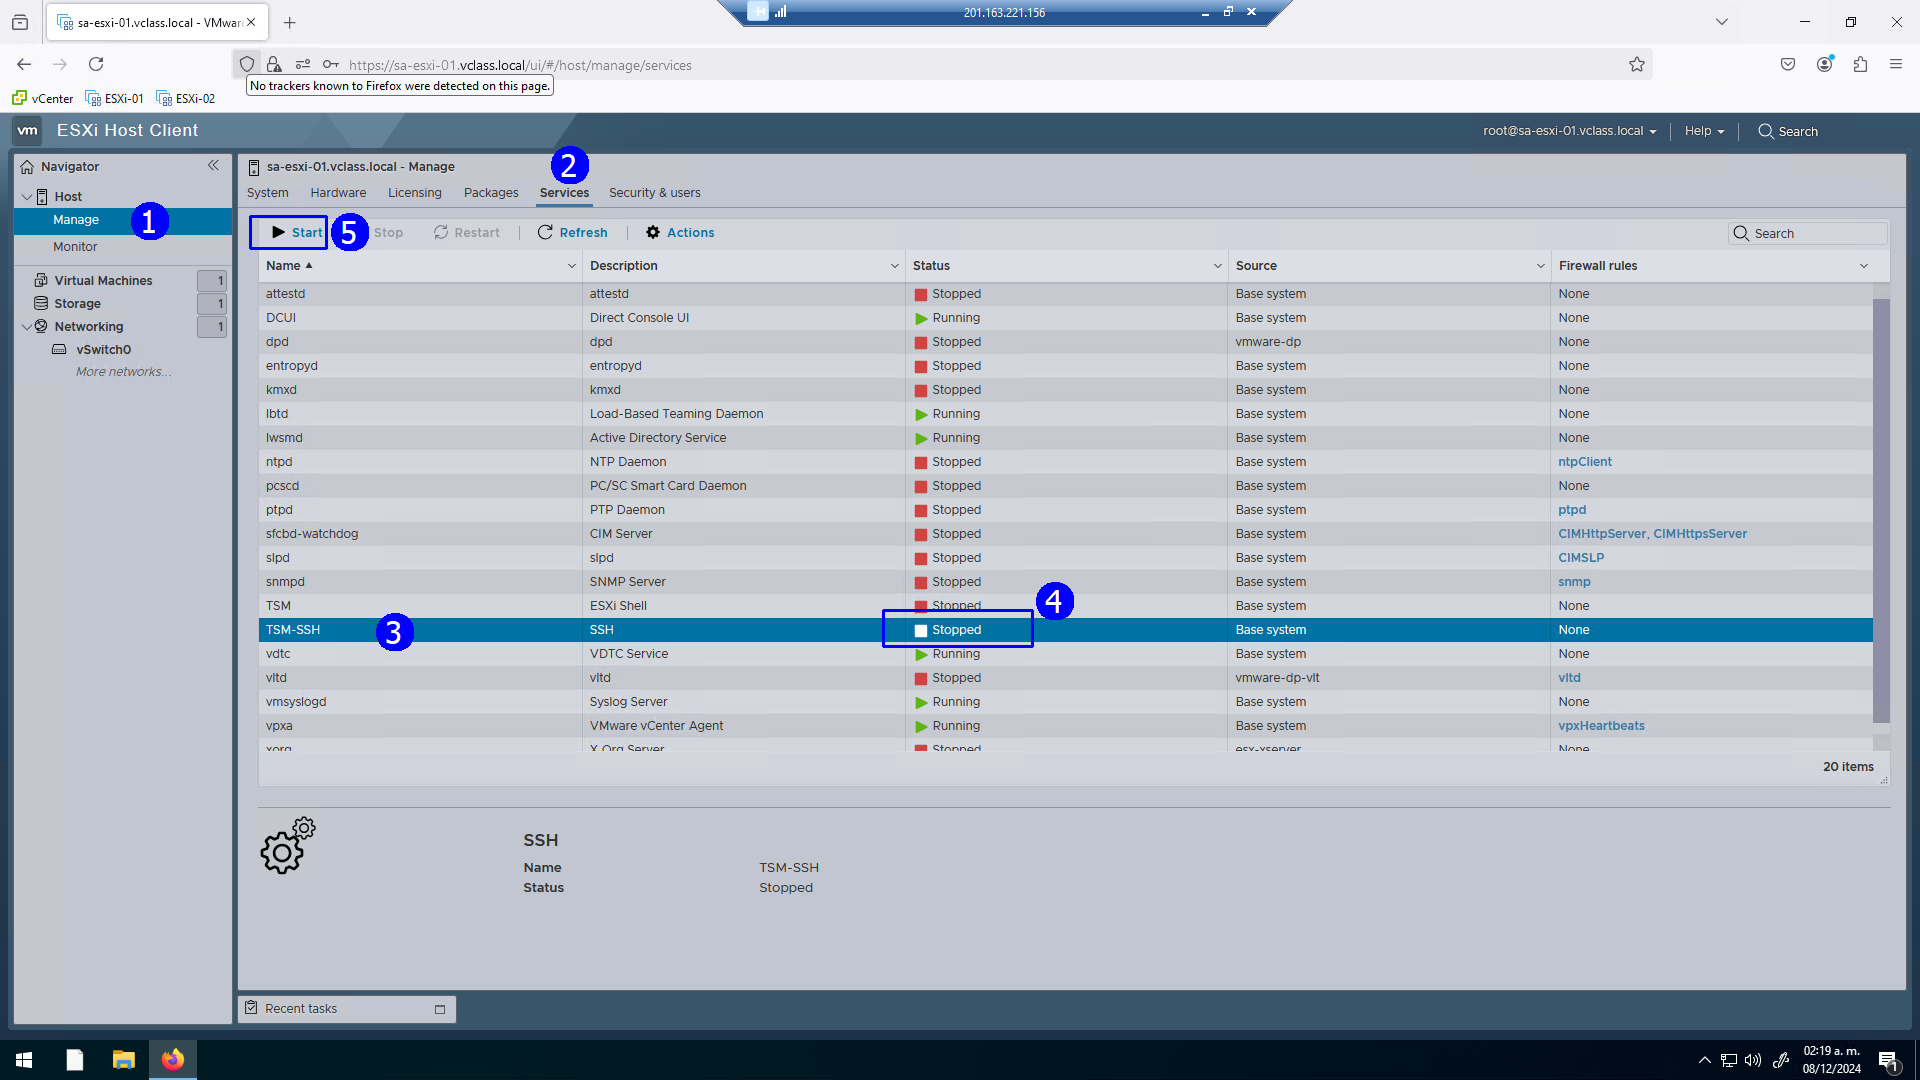 sa-esxi-01.vclass.local - VMwar
201.163.221.156
https://sa-esxi-01.vclass.local/ui/#/host/manage/services
No trackers known to Firefox were detected on this page.
vCenter ESXi-01 ESXi-02
vm ESXi Host Client
root@sa-esxi-01.vclass.local Help Search
Navigator
Host
Manage 1
Monitor
Virtual Machines 1
Storage 1
Networking 1
vSwitch0
More networks...
sa-esxi-01.vclass.local - Manage 2
System Hardware Licensing Packages Services Security & users
Start 5 Stop Restart Refresh Actions Search
Name Description Status Source Firewall rules
attestd attestd Stopped Base system None
DCUI Direct Console UI Running Base system None
dpd dpd Stopped vmware-dp None
entropyd entropyd Stopped Base system None
kmxd kmxd Stopped Base system None
lbtd Load-Based Teaming Daemon Running Base system None
lwsmd Active Directory Service Running Base system None
ntpd NTP Daemon Stopped Base system ntpClient
pcscd PC/SC Smart Card Daemon Stopped Base system None
ptpd PTP Daemon Stopped Base system ptpd
sfcbd-watchdog CIM Server Stopped Base system CIMHttpServer, CIMHttpsServer
slpd slpd Stopped Base system CIMSLP
snmpd SNMP Server Stopped Base system snmp
TSM ESXi Shell Stopped 4 Base system None
TSM-SSH 3 SSH Stopped Base system None
vdtc VDTC Service Running Base system None
vltd vltd Stopped vmware-dp-vlt vltd
vmsyslogd Syslog Server Running Base system None
vpxa VMware vCenter Agent Running Base system vpxHeartbeats
xorg X.Org Server Stopped esx-xserver None
20 items
SSH
Name TSM-SSH
Status Stopped
Recent tasks
02:19 a. m.
08/12/2024
1